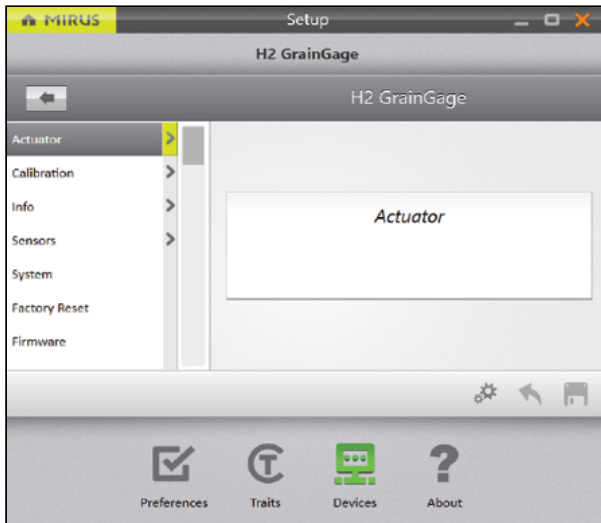 MIRUS
Setup
H2 GrainGage
H2 GrainGage
Actuator
Calibration
Info
Sensors
System
Factory Reset
Firmware
Actuator
Preferences
Traits
Devices
About